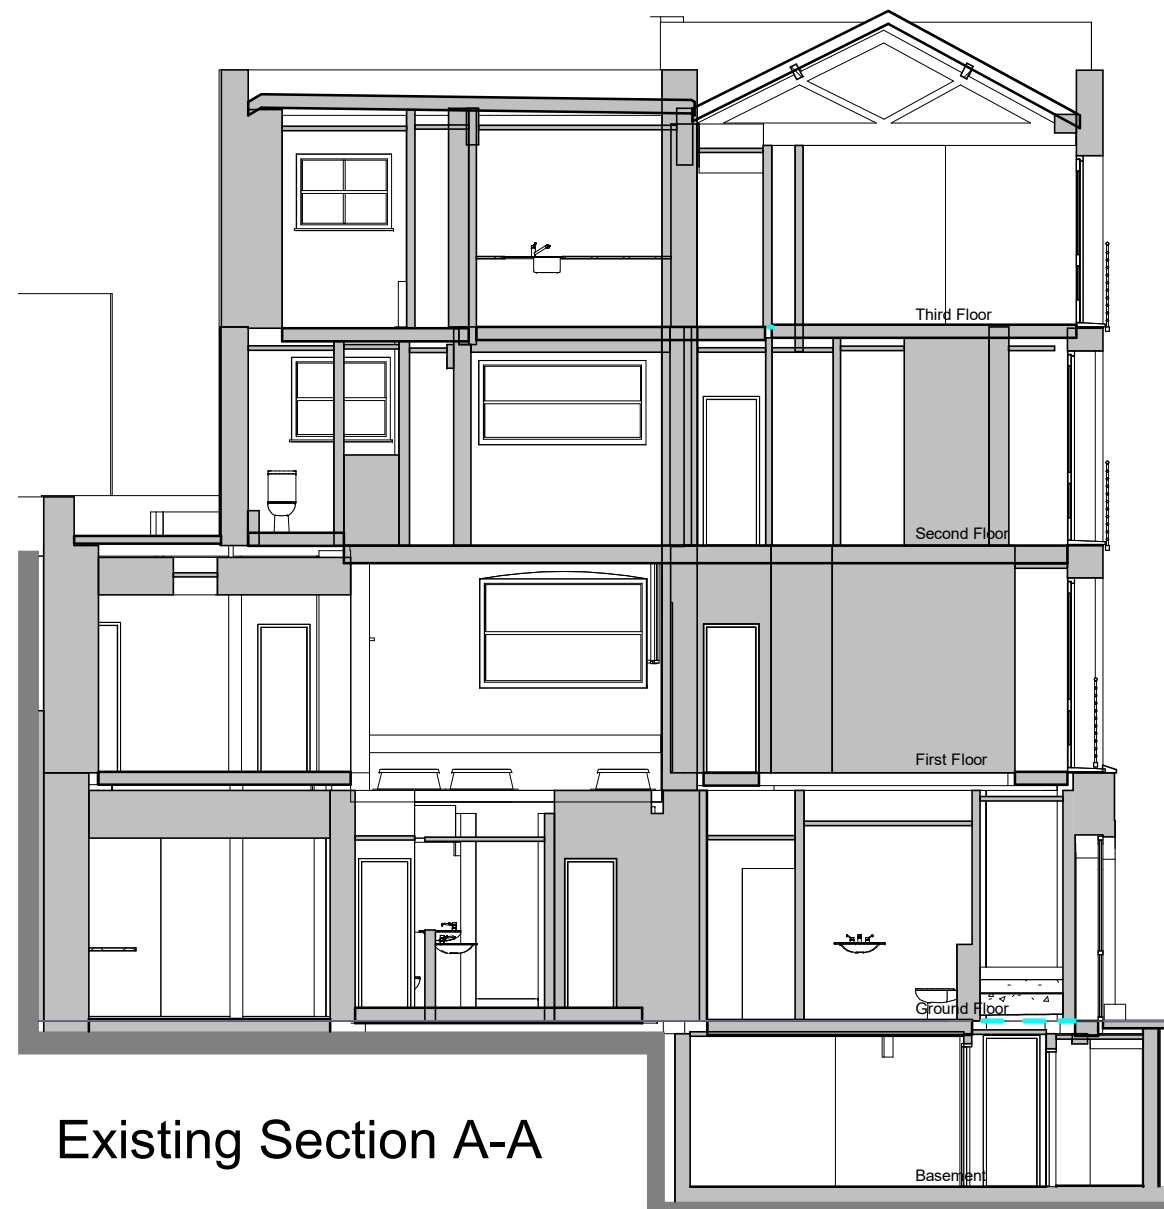 Third Floor
Second Floor
First Floor
Ground Floor
Existing Section A-A
Basement